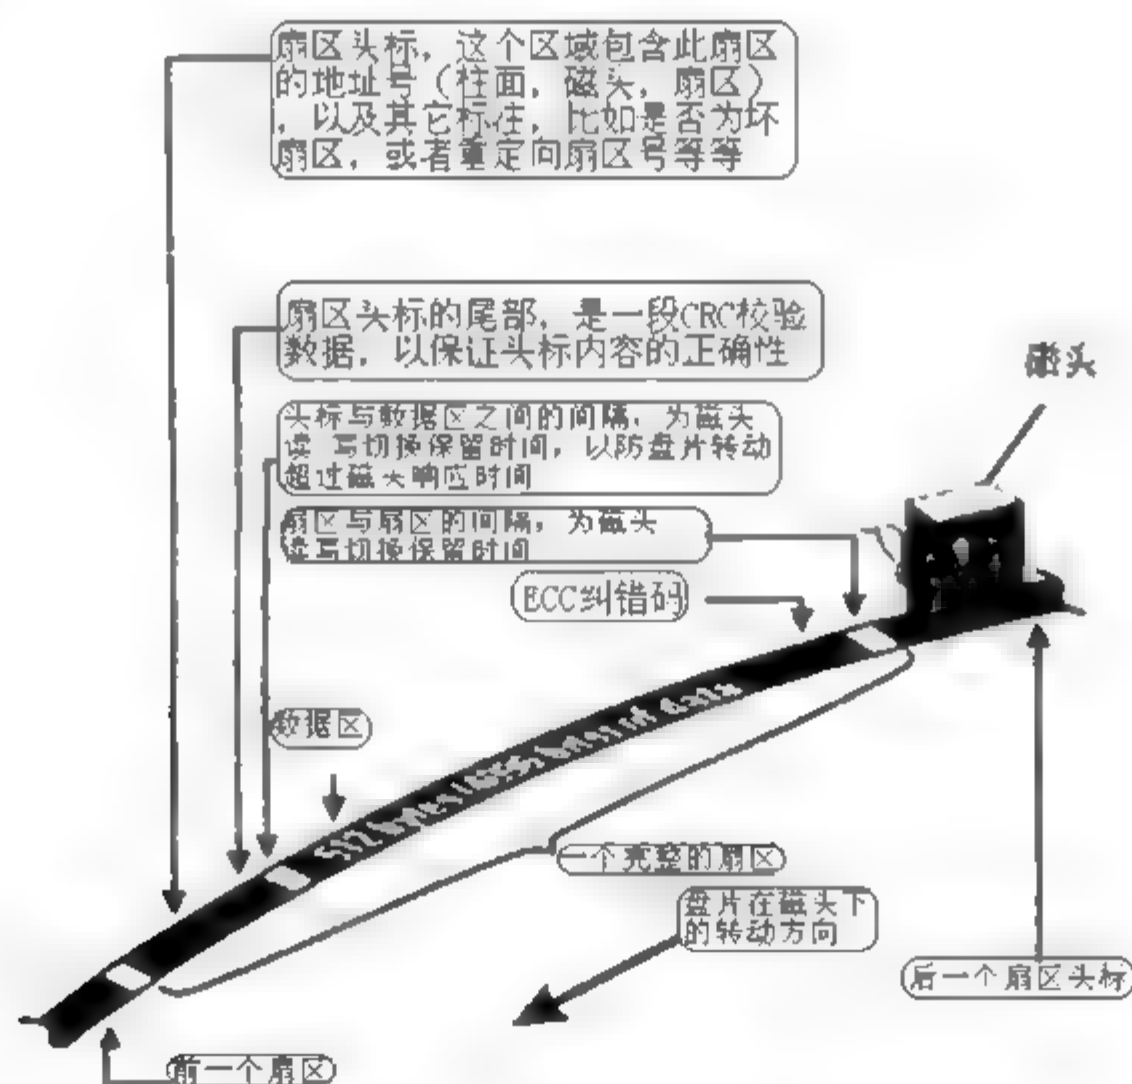 扇区头标，这个区域包含此扇区
的地址号（柱面，磁头，扇区）
，以及其它标住，比如是否为坏
扇区，或者重定向扇区号等等
扇区头标的尾部，是一段CRC校验
数据，以保证头标内容的正确性
磁头
头标与数据区之间的间隔，为磁头
读 写切换保留时间，以防盘片转动
超过磁头响应时间
扇区与扇区的间隔，为磁头
读写切换保留时间
ECC纠错码
数据区
512 bytes of data
一个完整的扇区
盘片在磁头下
的转动方向
后一个扇区头标
前一个扇区